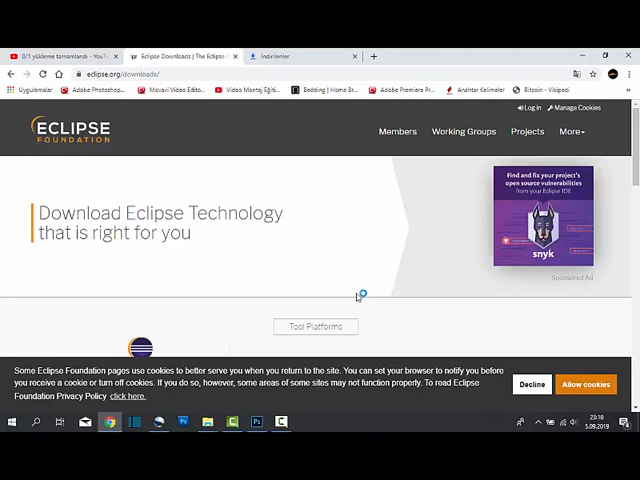 0/1 yükleme tamamlandı - YouT
Eclipse Downloads | The Eclipse
İndirilenler
eclipse.org/downloads/
Uygulamalar
Adobe Photoshop...
Movavi Video Edito...
Video Montaj Eğiti...
Bedding | Home Br...
Adobe Premiere Pr...
Anahtar Kelimeler
Bitcoin - Vikipedi
Log in
Manage Cookies
ECLIPSE
FOUNDATION
Members
Working Groups
Projects
More
Download Eclipse Technology
that is right for you
Find and fix your project's
open source vulnerabilities
from your Eclipse IDE
snyk
Sponsored Ad
Tool Platforms
Some Eclipse Foundation pages use cookies to better serve you when you return to the site. You can set your browser to notify you before
you receive a cookie or turn off cookies. If you do so, however, some areas of some sites may not function properly. To read Eclipse
Foundation Privacy Policy click here.
Decline
Allow cookies
Ps
Ps
23:10
5.09.2019